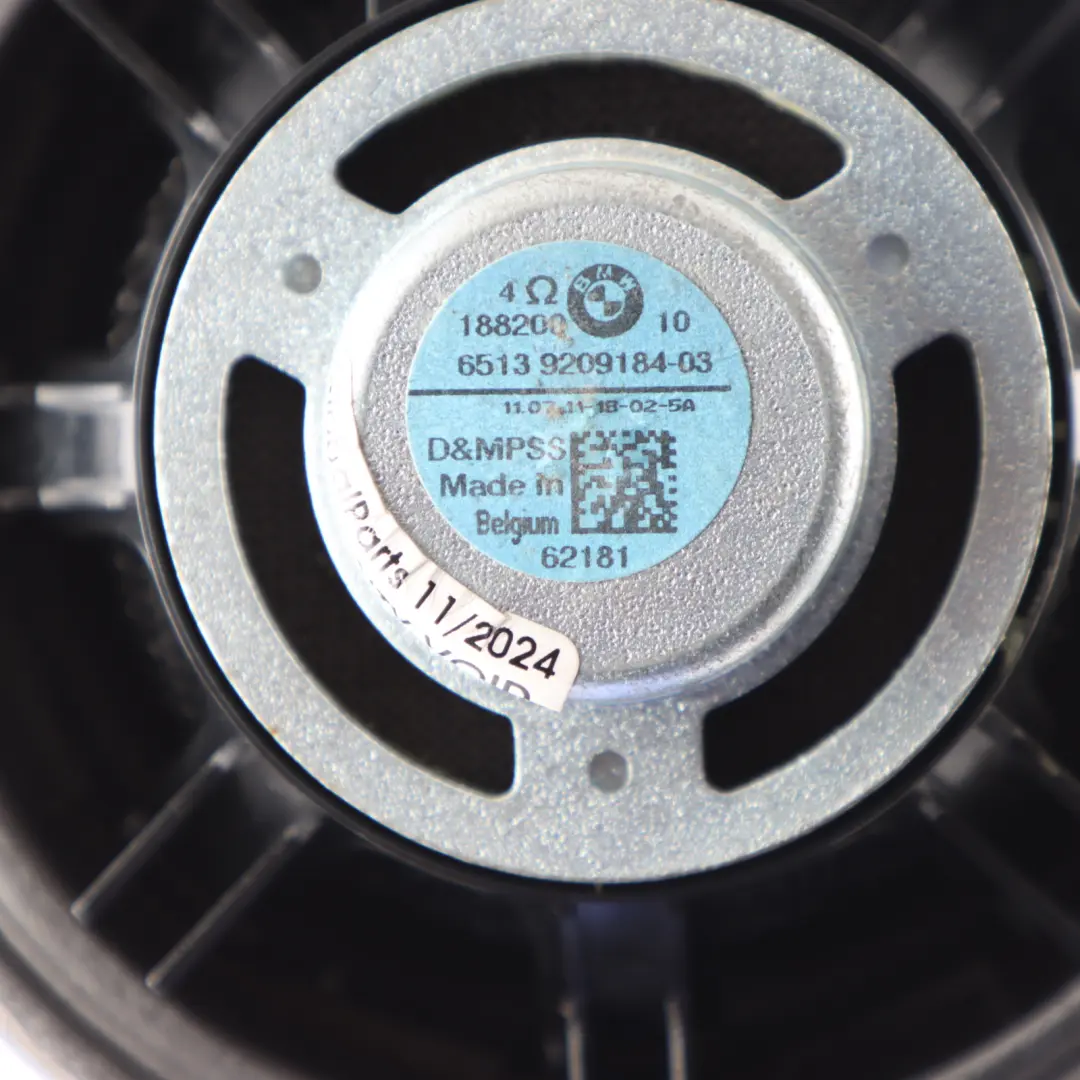 4 Ω BMW
188200 10
6513 9209184-03
11.07.11-1B-02-5A
D&MPSS
Made in
Belgium
62181
Parts 11/2024